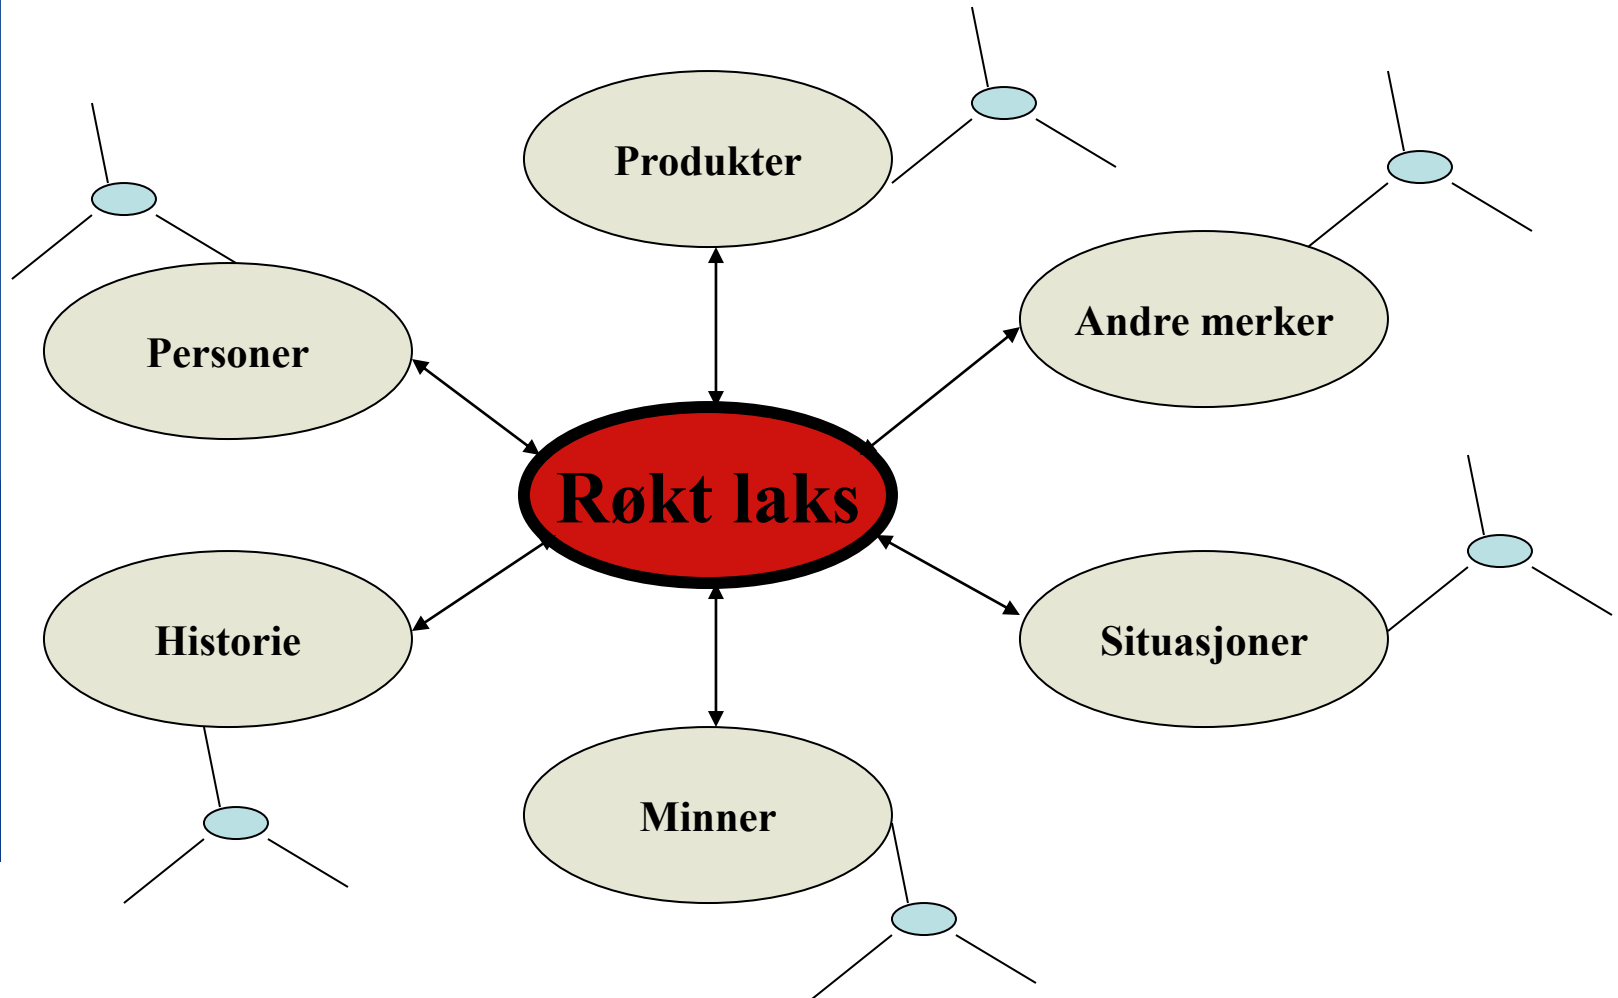 Produkter
Andre merker
Personer
Røkt laks
Historie
Situasjoner
Minner